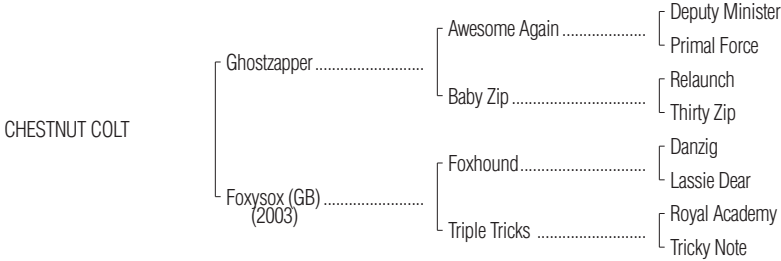 Deputy Minister
Awesome Again ......................
Primal Force
Ghostzapper ..........................
Relaunch
Baby Zip ...................................
Thirty Zip
CHESTNUT COLT
Danzig
Foxhound.................................
Lassie Dear
Foxysox (GB) ........................
(2003)
Royal Academy
Triple Tricks ............................
Tricky Note